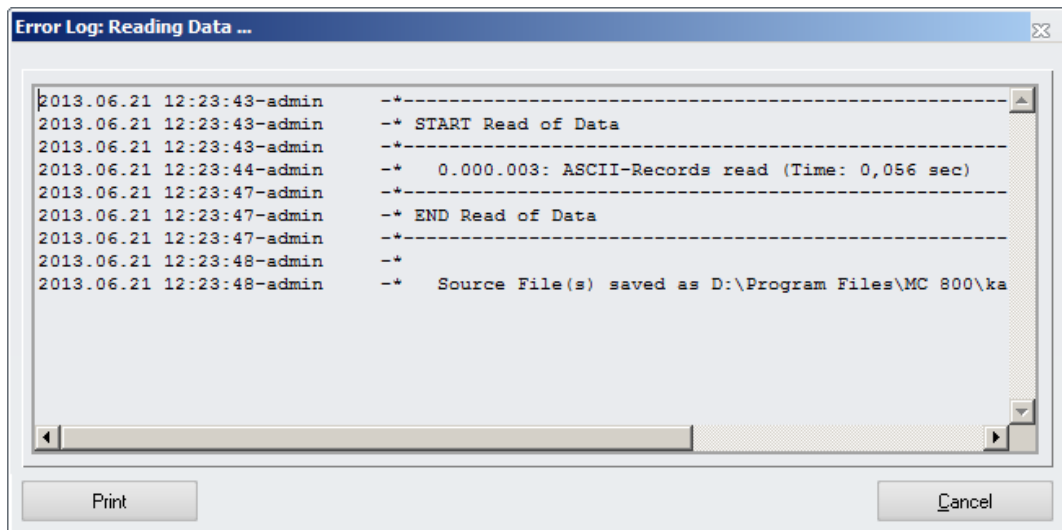 Error Log: Reading Data ...
2013.06.21 12:23:43-admin     -*----------------------------------------------------
2013.06.21 12:23:43-admin     -* START Read of Data
2013.06.21 12:23:43-admin     -*----------------------------------------------------
2013.06.21 12:23:44-admin     -*   0.000.003: ASCII-Records read (Time: 0,056 sec)
2013.06.21 12:23:47-admin     -*----------------------------------------------------
2013.06.21 12:23:47-admin     -* END Read of Data
2013.06.21 12:23:47-admin     -*----------------------------------------------------
2013.06.21 12:23:48-admin     -*
2013.06.21 12:23:48-admin     -*   Source File(s) saved as D:\Program Files\MC 800\ka
Print
Cancel